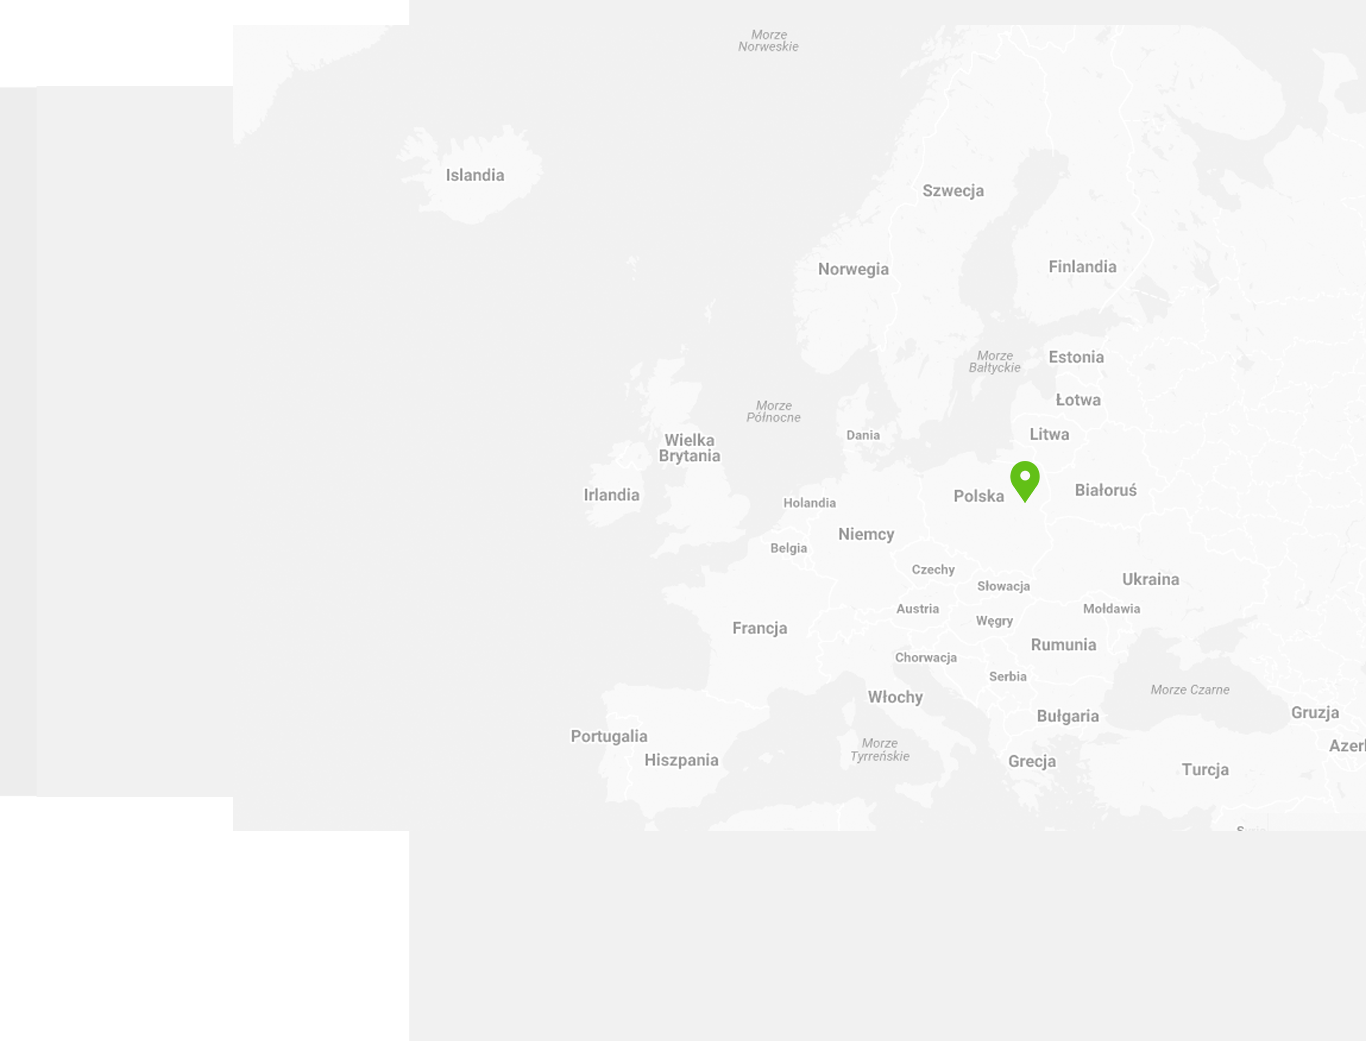 Morze
Norweskie
Islandia
Szwecja
Norwegia
Finlandia
Morze
Bałtyckie
Estonia
Łotwa
Morze
Północne
Dania
Litwa
Wielka
Brytania
Irlandia
Holandia
Polska
Białoruś
Niemcy
Belgia
Czechy
Słowacja
Ukraina
Austria
Mołdawia
Węgry
Francja
Rumunia
Chorwacja
Serbia
Morze Czarne
Włochy
Bułgaria
Gruzja
Portugalia
Morze
Tyrreńskie
Hiszpania
Grecja
Azer
Turcja